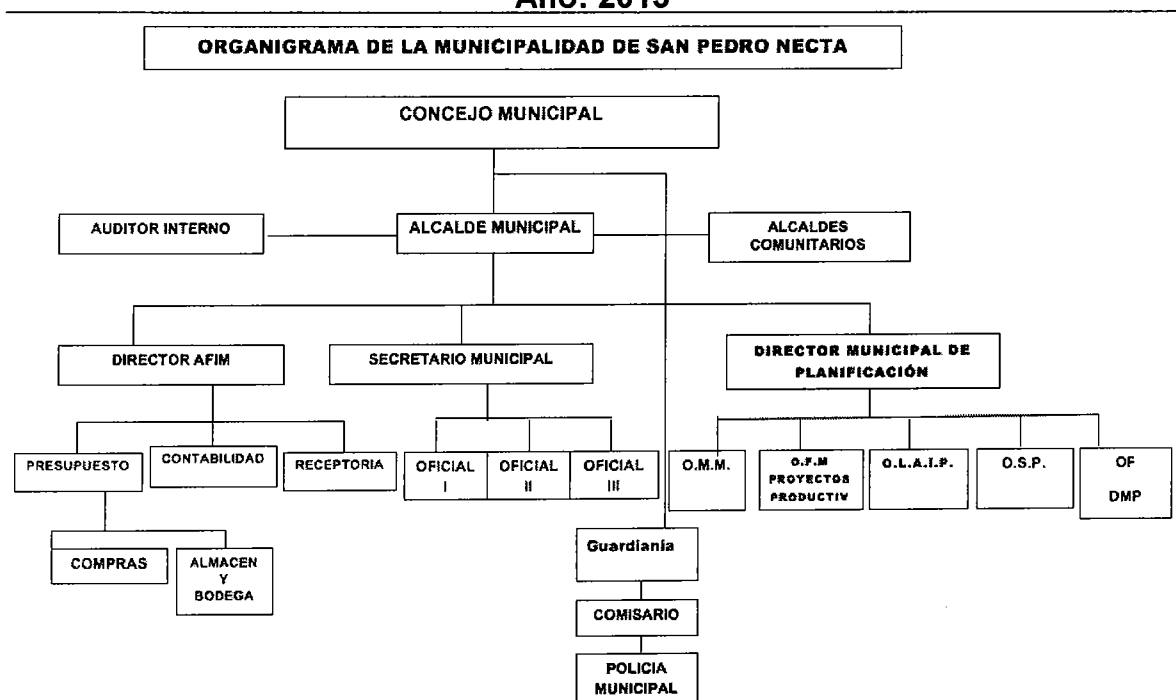 Año: 2013
ORGANIGRAMA DE LA MUNICIPALIDAD DE SAN PEDRO NECTA
CONCEJO MUNICIPAL
AUDITOR INTERNO
ALCALDE MUNICIPAL
ALCALDES
COMUNITARIOS
DIRECTOR AFIM
SECRETARIO MUNICIPAL
DIRECTOR MUNICIPAL DE
PLANIFICACIÓN
PRESUPUESTO
CONTABILIDAD
RECEPTORIA
OFICIAL
I
OFICIAL
II
OFICIAL
III
O.M.M.
O.F.M
PROYECTOS
PRODUCTIV
O.L.A.I.P.
O.S.P.
OF
DMP
COMPRAS
ALMACEN
Y
BODEGA
Guardianía
COMISARIO
POLICIA
MUNICIPAL